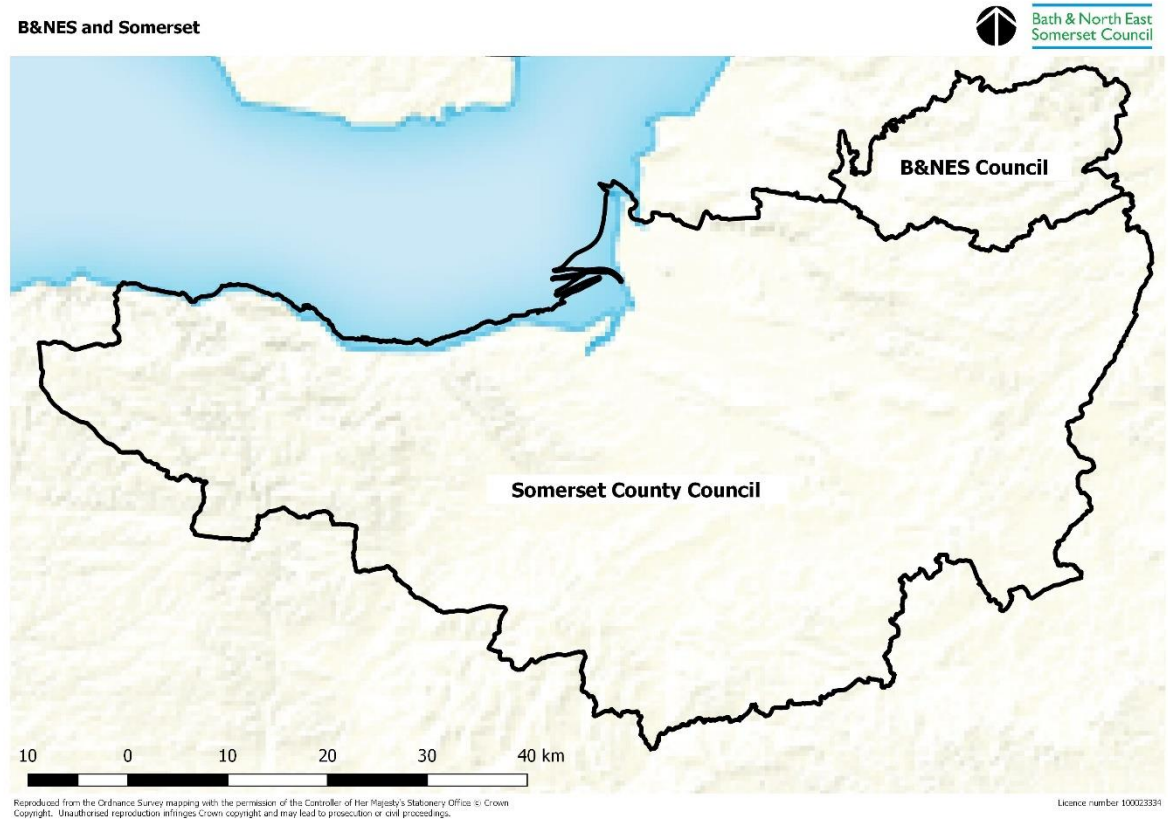 B&NES and Somerset
Bath & North East
Somerset Council
B&NES Council
Somerset County Council
10 0 10 20 30 40 km
Reproduced from the Ordnance Survey mapping with the permission of the Controller of Her Majesty's Stationery Office © Crown
Copyright. Unauthorised reproduction infringes Crown copyright and may lead to prosecution or civil proceedings.
Licence number 100023334